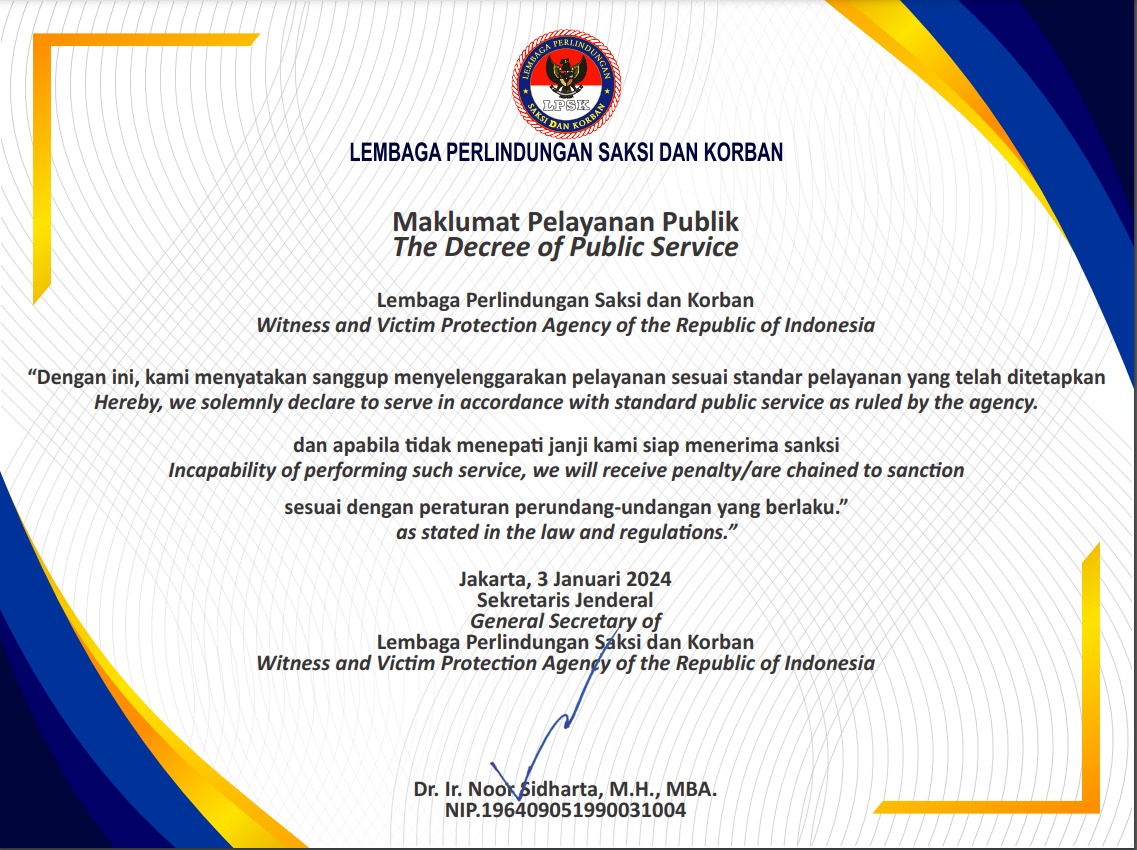 LEMBAGA PERLINDUNGAN
LPSK
SAKSI DAN KORBAN
LEMBAGA PERLINDUNGAN SAKSI DAN KORBAN
Maklumat Pelayanan Publik
The Decree of Public Service
Lembaga Perlindungan Saksi dan Korban
Witness and Victim Protection Agency of the Republic of Indonesia
“Dengan ini, kami menyatakan sanggup menyelenggarakan pelayanan sesuai standar pelayanan yang telah ditetapkan
Hereby, we solemnly declare to serve in accordance with standard public service as ruled by the agency.
dan apabila tidak menepati janji kami siap menerima sanksi
Incapability of performing such service, we will receive penalty/are chained to sanction
sesuai dengan peraturan perundang-undangan yang berlaku.”
as stated in the law and regulations.”
Jakarta, 3 Januari 2024
Sekretaris Jenderal
General Secretary of
Lembaga Perlindungan Saksi dan Korban
Witness and Victim Protection Agency of the Republic of Indonesia
Dr. Ir. Noor Sidharta, M.H., MBA.
NIP.196409051990031004